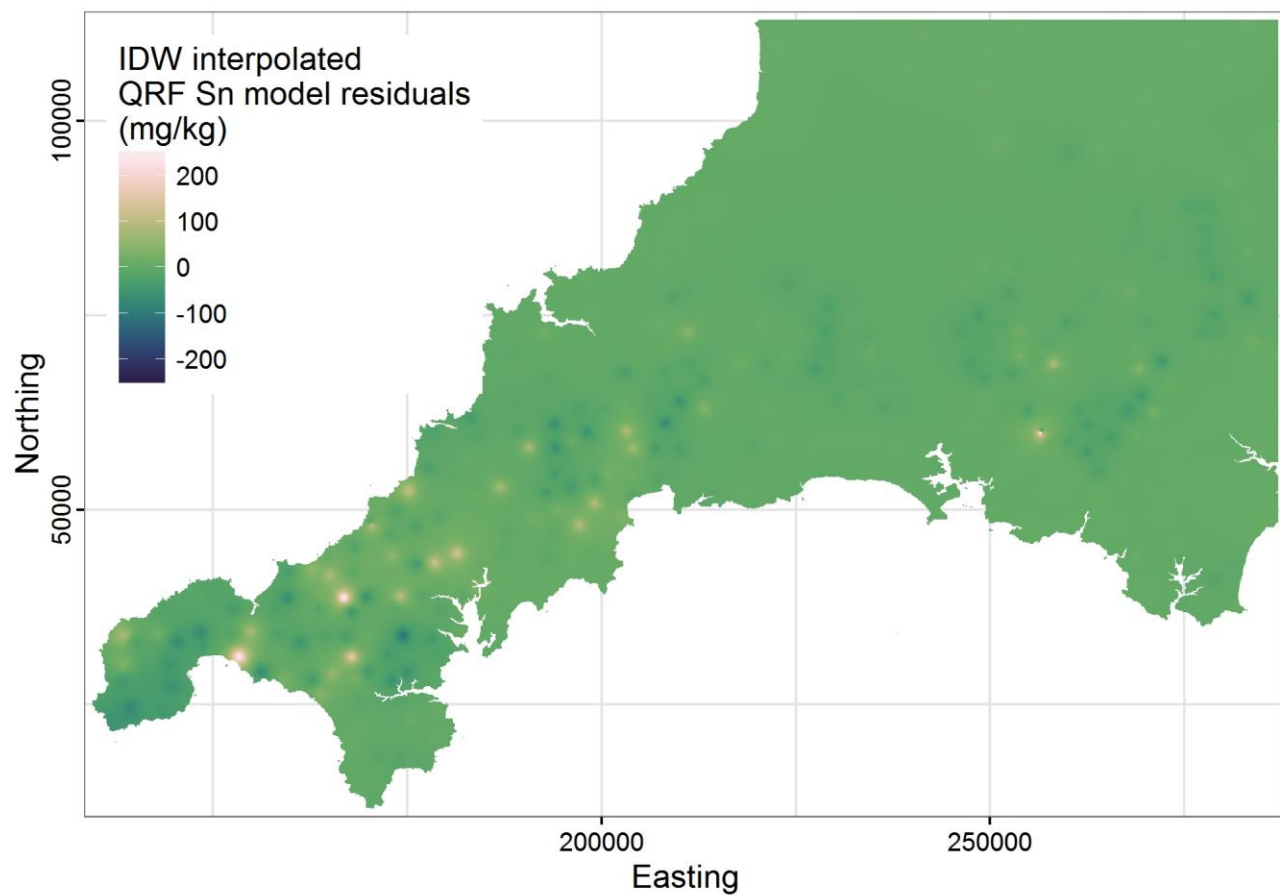 IDW interpolated
QRF Sn model residuals
(mg/kg)
200
100
0
-100
-200
100000
50000
Northing
200000
250000
Easting